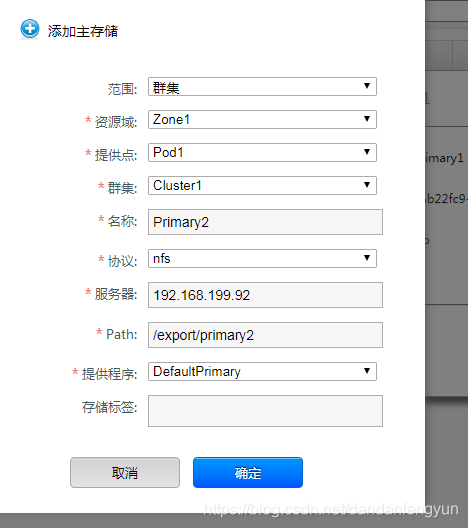 添加主存储
范围: 群集
* 资源域: Zone1
* 提供点: Pod1
* 群集: Cluster1
* 名称: Primary2
* 协议: nfs
* 服务器: 192.168.199.92
* Path: /export/primary2
* 提供程序: DefaultPrimary
存储标签:
取消 确定
imary1
b22fc9-
https://blog.csdn.net/dandanfengyun